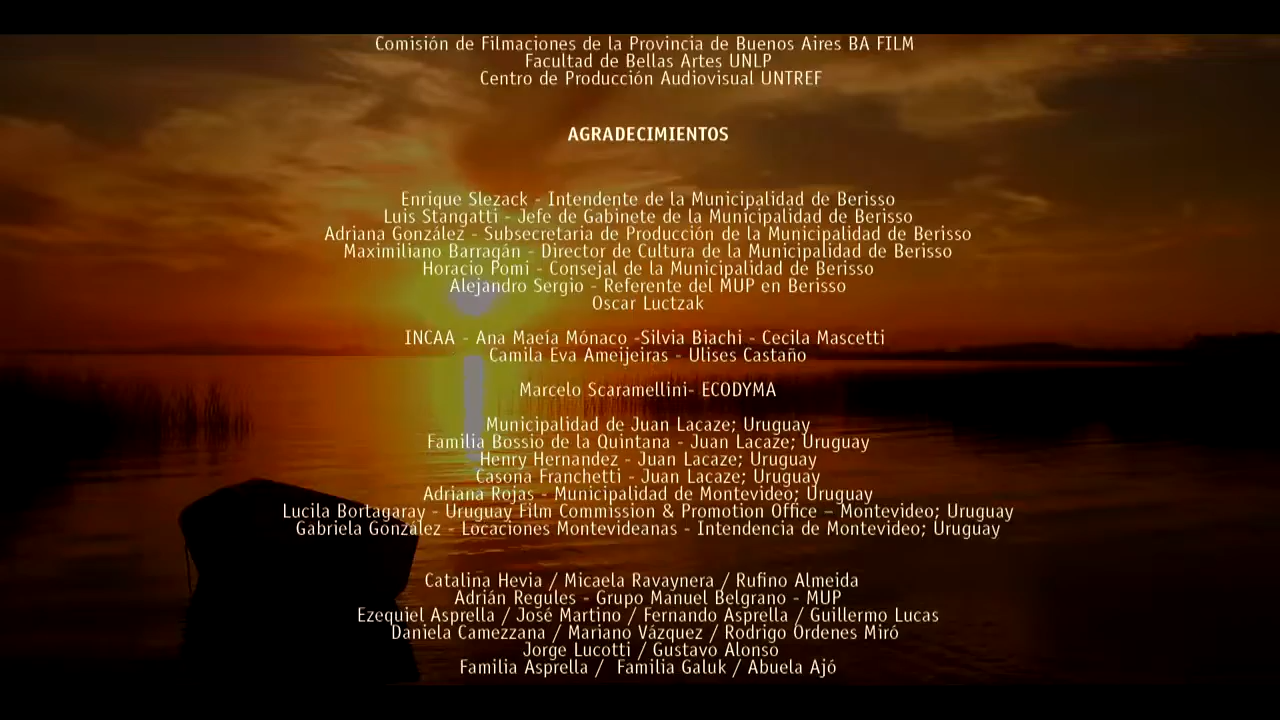 Comisión de Filmaciones de la Provincia de Buenos Aires BA FILM
Facultad de Bellas Artes UNLP
Centro de Producción Audiovisual UNTREF
AGRADECIMIENTOS
Enrique Slezack - Intendente de la Municipalidad de Berisso
Luis Stangatti - Jefe de Gabinete de la Municipalidad de Berisso
Adriana González - Subsecretaria de Producción de la Municipalidad de Berisso
Maximiliano Barragán - Director de Cultura de la Municipalidad de Berisso
Horacio Pomi - Consejal de la Municipalidad de Berisso
Alejandro Sergio - Referente del MUP en Berisso
Oscar Luctzak
INCAA - Ana Maeía Mónaco -Silvia Biachi - Cecila Mascetti
Camila Eva Ameijeiras - Ulises Castaño
Marcelo Scaramellini- ECODYMA
Municipalidad de Juan Lacaze; Uruguay
Familia Bossio de la Quintana - Juan Lacaze; Uruguay
Henry Hernandez - Juan Lacaze; Uruguay
Casona Franchetti - Juan Lacaze; Uruguay
Adriana Rojas - Municipalidad de Montevideo; Uruguay
Lucila Bortagaray - Uruguay Film Commission & Promotion Office – Montevideo; Uruguay
Gabriela González - Locaciones Montevideanas - Intendencia de Montevideo; Uruguay
Catalina Hevia / Micaela Ravaynera / Rufino Almeida
Adrián Regules - Grupo Manuel Belgrano - MUP
Ezequiel Asprella / José Martino / Fernando Asprella / Guillermo Lucas
Daniela Camezzana / Mariano Vázquez / Rodrigo Ordenes Miró
Jorge Lucotti / Gustavo Alonso
Familia Asprella /  Familia Galuk / Abuela Ajó